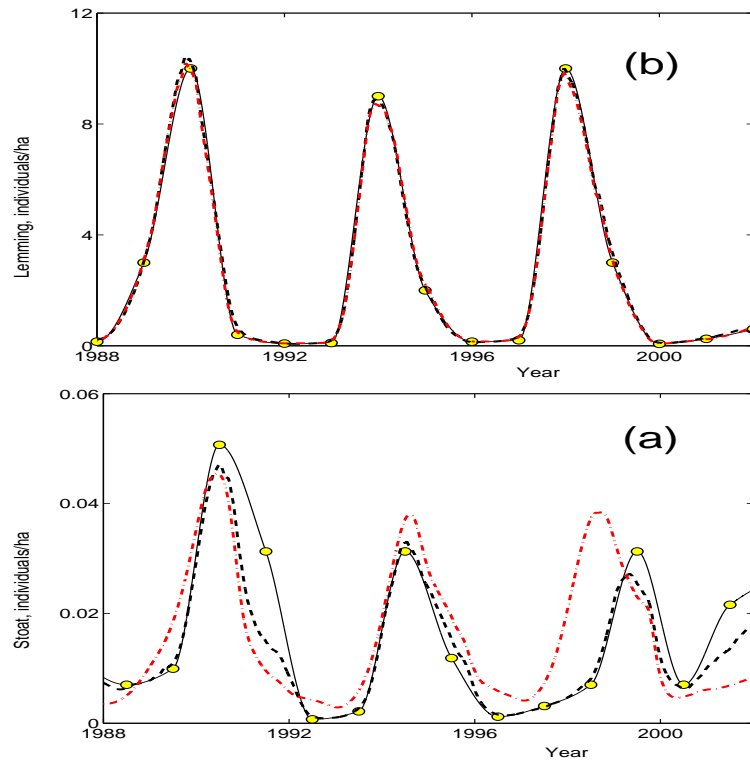 12
(b)
8
Lemming, individuals/ha
4
0
1988
1992
1996
2000
Year
0.06
(a)
0.04
Stoat, individuals/ha
0.02
0
1988
1992
1996
2000
Year